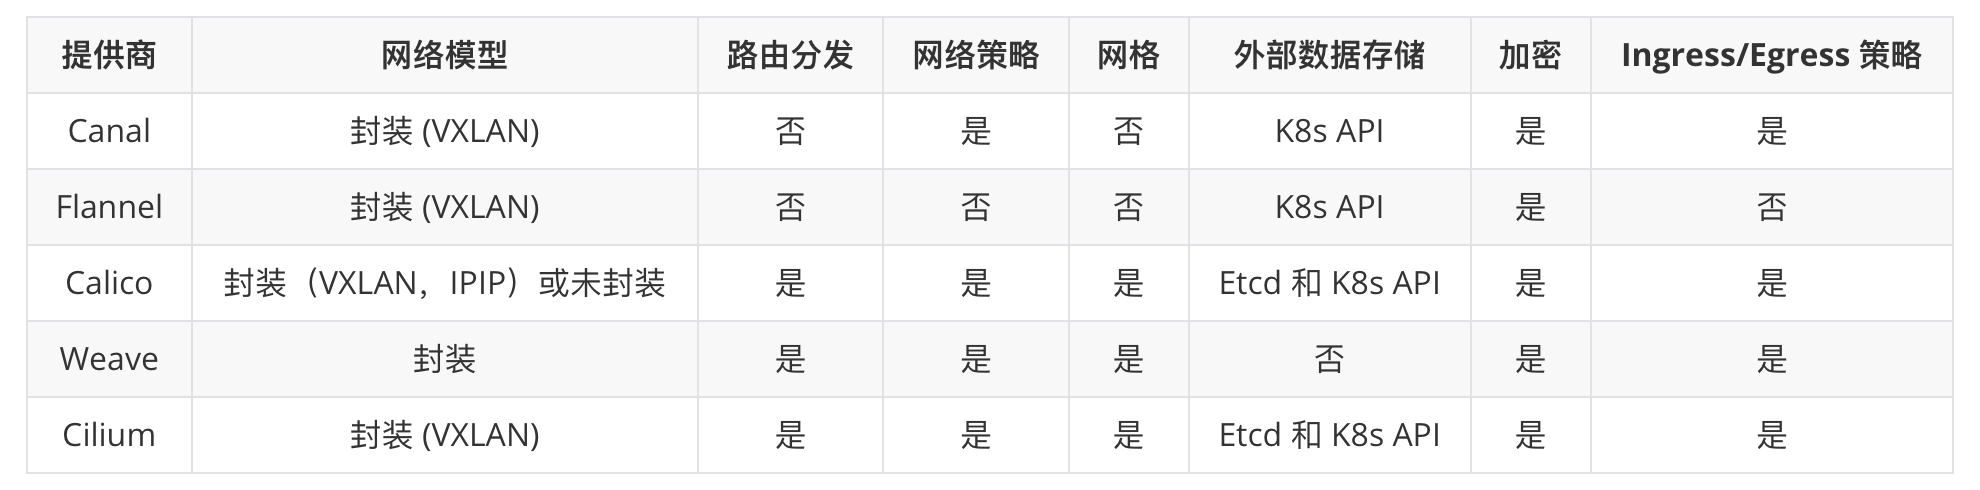 提供商 网络模型 路由分发 网络策略 网格 外部数据存储 加密 Ingress/Egress 策略
Canal 封装 (VXLAN) 否 是 否 K8s API 是 是
Flannel 封装 (VXLAN) 否 否 否 K8s API 是 否
Calico 封装（VXLAN，IPIP）或未封装 是 是 是 Etcd 和 K8s API 是 是
Weave 封装 是 是 是 否 是 是
Cilium 封装 (VXLAN) 是 是 是 Etcd 和 K8s API 是 是